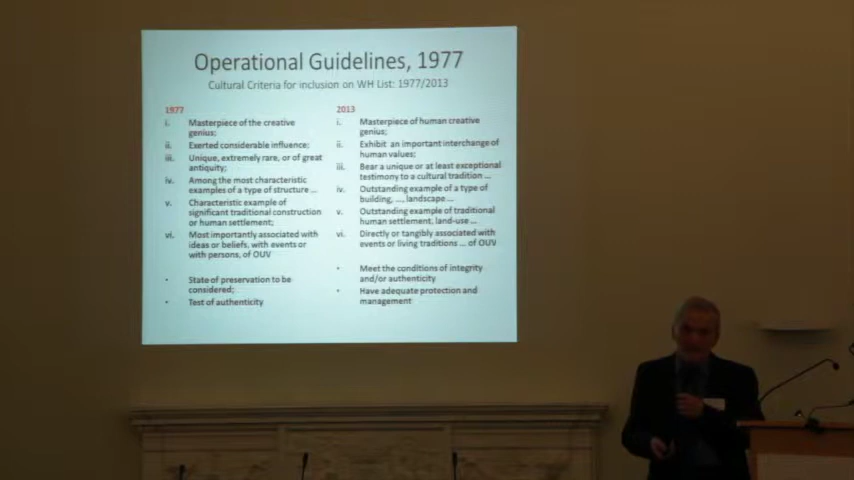 Operational Guidelines, 1977
Cultural Criteria for inclusion on WH List: 1977/2013
1977
i. Masterpiece of the creative
genius;
ii. Exerted considerable influence;
iii. Unique, extremely rare, or of great
antiquity;
iv. Among the most characteristic
examples of a type of structure ...
v. Characteristic example of
significant traditional construction
or human settlement;
vi. Most importantly associated with
ideas or beliefs, with events or
with persons, of OUV
• State of preservation to be
considered;
• Test of authenticity
2013
i. Masterpiece of human creative
genius;
ii. Exhibit an important interchange of
human values;
iii. Bear a unique or at least exceptional
testimony to a cultural tradition ...
iv. Outstanding example of a type of
building, ..., landscape ...
v. Outstanding example of traditional
human settlement, land-use ...
vi. Directly or tangibly associated with
events or living traditions ... of OUV
• Meet the conditions of integrity
and/or authenticity
• Have adequate protection and
management